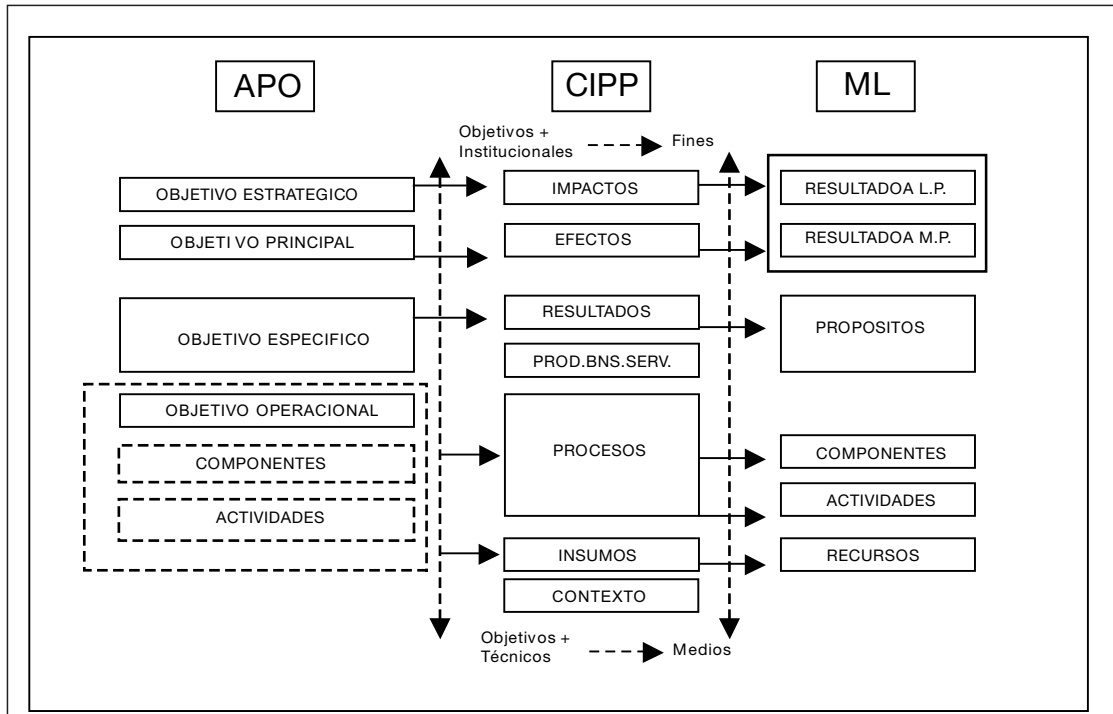 APO
CIPP
ML
Objetivos +
Institucionales
Fines
OBJETIVO ESTRATEGICO
IMPACTOS
RESULTADOA L.P.
OBJETI VO PRINCIPAL
EFECTOS
RESULTADOA M.P.
OBJETIVO ESPECIFICO
RESULTADOS
PROPOSITOS
PROD.BNS.SERV.
OBJETIVO OPERACIONAL
COMPONENTES
ACTIVIDADES
PROCESOS
COMPONENTES
ACTIVIDADES
INSUMOS
RECURSOS
CONTEXTO
Objetivos +
Técnicos
Medios